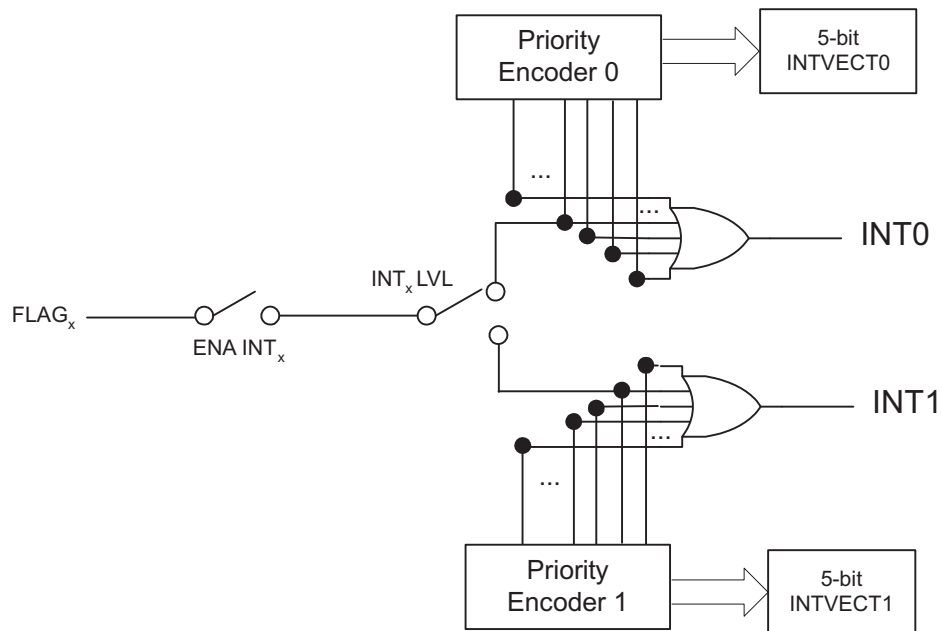 Priority
Encoder 0
5-bit
INTVECT0
...
...
INT0
INTₓ LVL
FLAGₓ
ENA INTₓ
INT1
...
...
Priority
Encoder 1
5-bit
INTVECT1